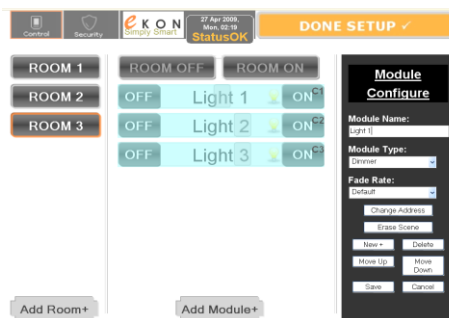 Control
Security
EKON
Simply Smart
27 Apr 2009,
Mon, 02:19
StatusOK
DONE SETUP ✓
ROOM 1
ROOM 2
ROOM 3
Add Room+
ROOM OFF
ROOM ON
OFF
Light 1
ON
C1
OFF
Light 2
ON
C2
OFF
Light 3
ON
C3
Add Module+
Module
Configure
Module Name:
Light 1
Module Type:
Dimmer
Fade Rate:
Default
Change Address
Erase Scene
New +
Delete
Move Up
Move
Down
Save
Cancel